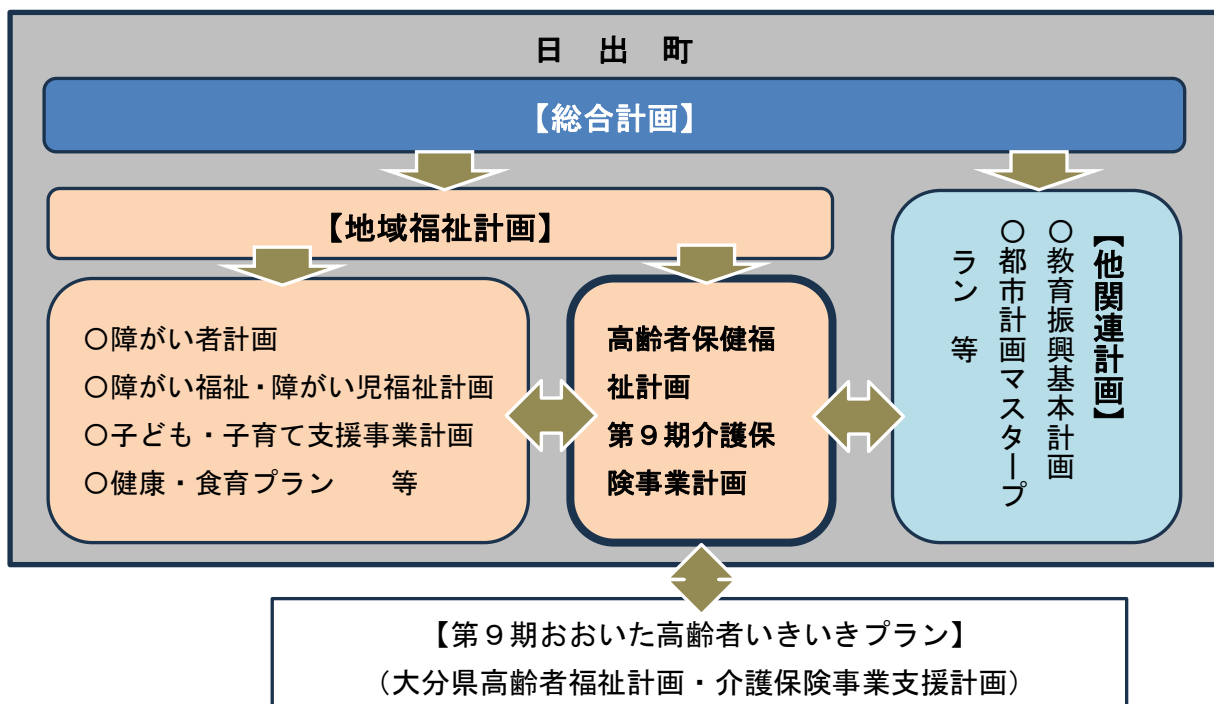 日 出 町
【総合計画】
【地域福祉計画】
〇障がい者計画
〇障がい福祉・障がい児福祉計画
〇子ども・子育て支援事業計画
〇健康・食育プラン　　等
高齢者保健福
祉計画
第９期介護保
険事業計画
【他関連計画】
〇教育振興基本計画
〇都市計画マスタープ
ラン　等
【第９期おおいた高齢者いきいきプラン】
（大分県高齢者福祉計画・介護保険事業支援計画）